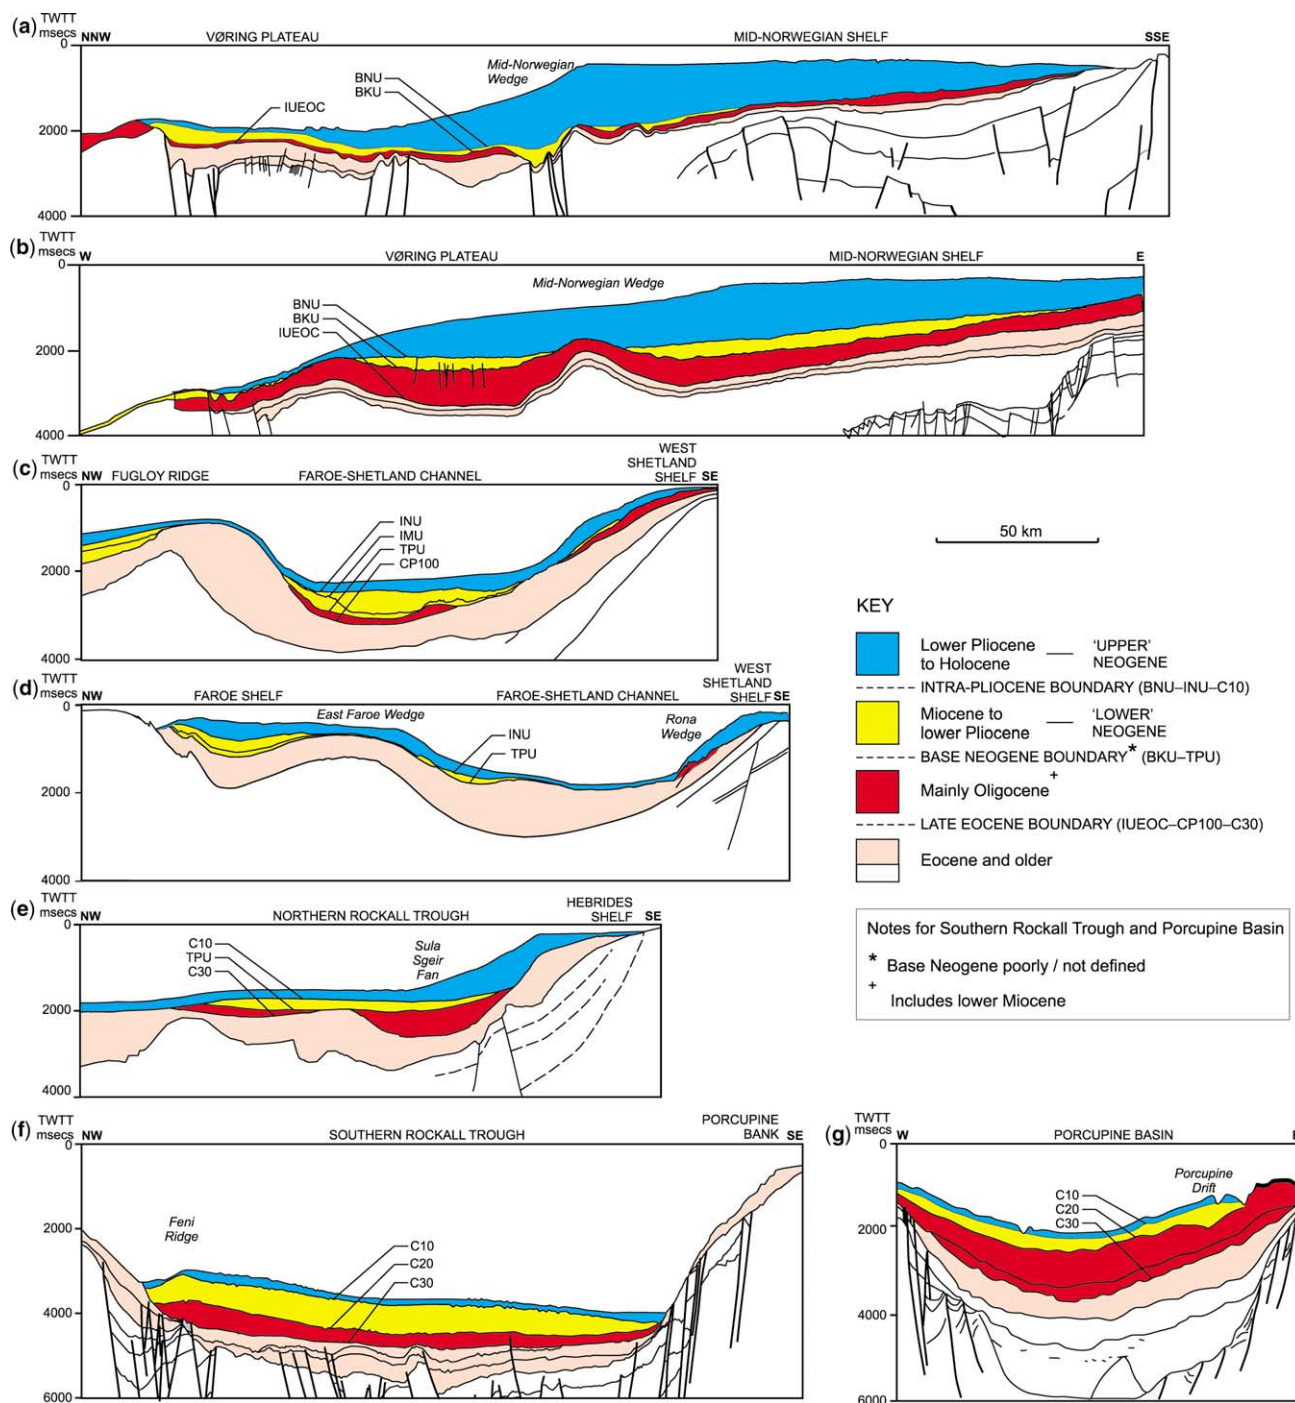 (a) TWTT
msecs
NNW VØRING PLATEAU MID-NORWEGIAN SHELF SSE
0
2000
4000
Mid-Norwegian
Wedge
BNU
BKU
IUEOC
(b) TWTT
msecs
W VØRING PLATEAU MID-NORWEGIAN SHELF E
0
2000
4000
Mid-Norwegian Wedge
BNU
BKU
IUEOC
(c) TWTT
msecs
NW FUGLOY RIDGE FAROE-SHETLAND CHANNEL
WEST
SHETLAND
SHELF SE
0
2000
4000
INU
IMU
TPU
CP100
50 km
(d) TWTT
msecs
NW FAROE SHELF FAROE-SHETLAND CHANNEL
WEST
SHETLAND
SHELF SE
0
2000
4000
East Faroe Wedge
INU
TPU
Rona
Wedge
KEY
Lower Pliocene
to Holocene
'UPPER'
NEOGENE
INTRA-PLIOCENE BOUNDARY (BNU–INU–C10)
Miocene to
lower Pliocene
'LOWER'
NEOGENE
BASE NEOGENE BOUNDARY* (BKU–TPU)
Mainly Oligocene+
LATE EOCENE BOUNDARY (IUEOC–CP100–C30)
Eocene and older
Notes for Southern Rockall Trough and Porcupine Basin
* Base Neogene poorly / not defined
+ Includes lower Miocene
(e) TWTT
msecs
NW NORTHERN ROCKALL TROUGH
HEBRIDES
SHELF SE
0
2000
4000
C10
TPU
C30
Sula
Sgeir
Fan
(f) TWTT
msecs
NW SOUTHERN ROCKALL TROUGH
PORCUPINE
BANK SE
0
2000
4000
6000
Feni
Ridge
C10
C20
C30
(g) TWTT
msecs
W PORCUPINE BASIN
0
2000
4000
6000
Porcupine
Drift
C10
C20
C30